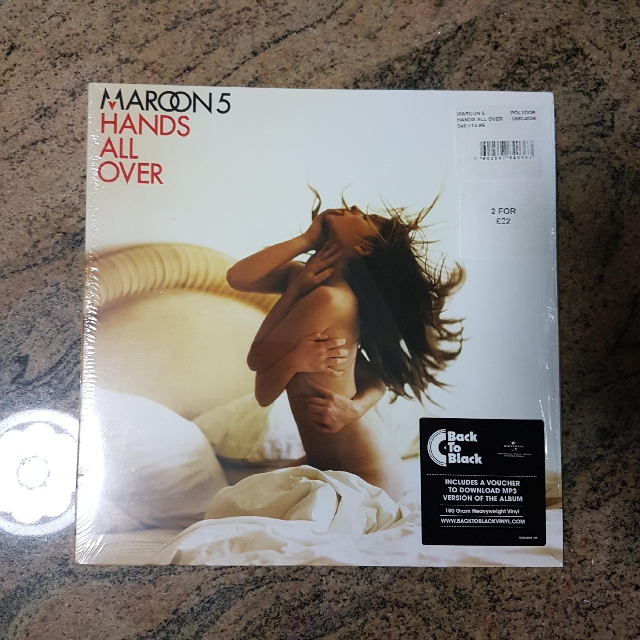 MAROON 5
HANDS
ALL
OVER
MAROON 5 POLYDOR
HANDS ALL OVER
2 FOR
£22
Back
To
Black
UNIVERSAL
INCLUDES A VOUCHER
TO DOWNLOAD MP3
VERSION OF THE ALBUM
180 Gram Heavyweight Vinyl
WWW.BACKTOBLACKVINYL.COM